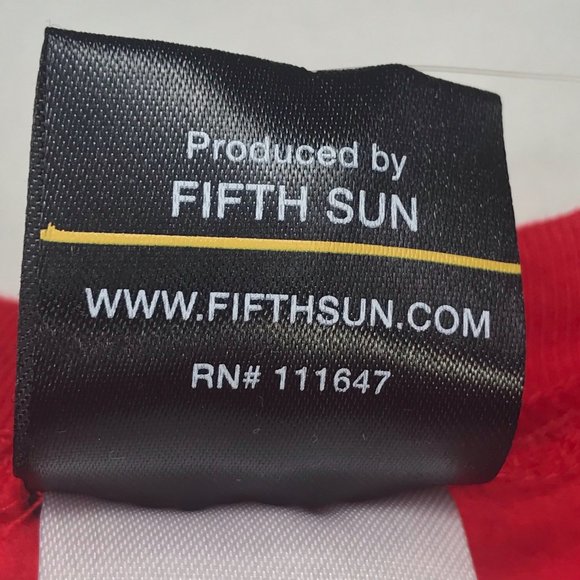 Produced by
FIFTH SUN
WWW.FIFTHSUN.COM
RN# 111647